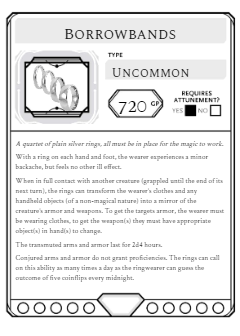 BORROWBANDS
TYPE
UNCOMMON
720 GP
REQUIRES
ATTUNEMENT?
YES NO
A quartet of plain silver rings, all must be in place for the magic to work.
With a ring on each hand and foot, the wearer experiences a minor
backache, but feels no other ill effect.
When in full contact with another creature (grappled until the end of its
next turn), the rings can transform the wearer's clothes and any
handheld objects (of a non-magical nature) into a mirror of the
creature's armor and weapons. To get the targets armor, the wearer must
be wearing clothes, to get the weapon(s) they must have appropriate
object(s) in hand(s) to change.
The transmuted arms and armor last for 2d4 hours.
Conjured arms and armor do not grant proficiencies. The rings can call
on this ability as many times a day as the ringwearer can guess the
outcome of five coinflips every midnight.